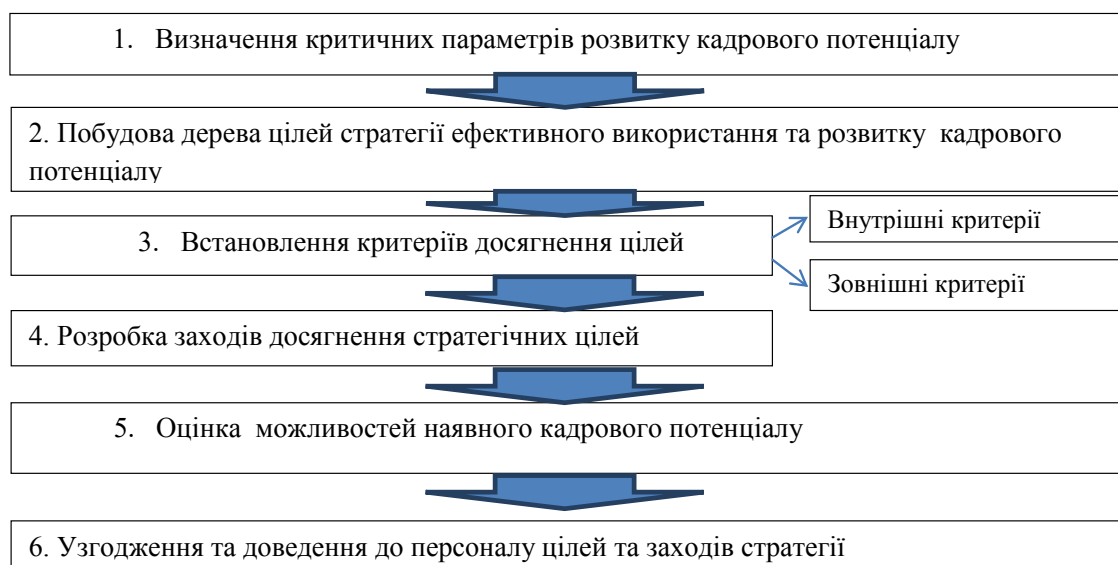 1. Визначення критичних параметрів розвитку кадрового потенціалу
2. Побудова дерева цілей стратегії ефективного використання та розвитку кадрового
потенціалу
3. Встановлення критеріїв досягнення цілей
Внутрішні критерії
Зовнішні критерії
4. Розробка заходів досягнення стратегічних цілей
5. Оцінка можливостей наявного кадрового потенціалу
6. Узгодження та доведення до персоналу цілей та заходів стратегії